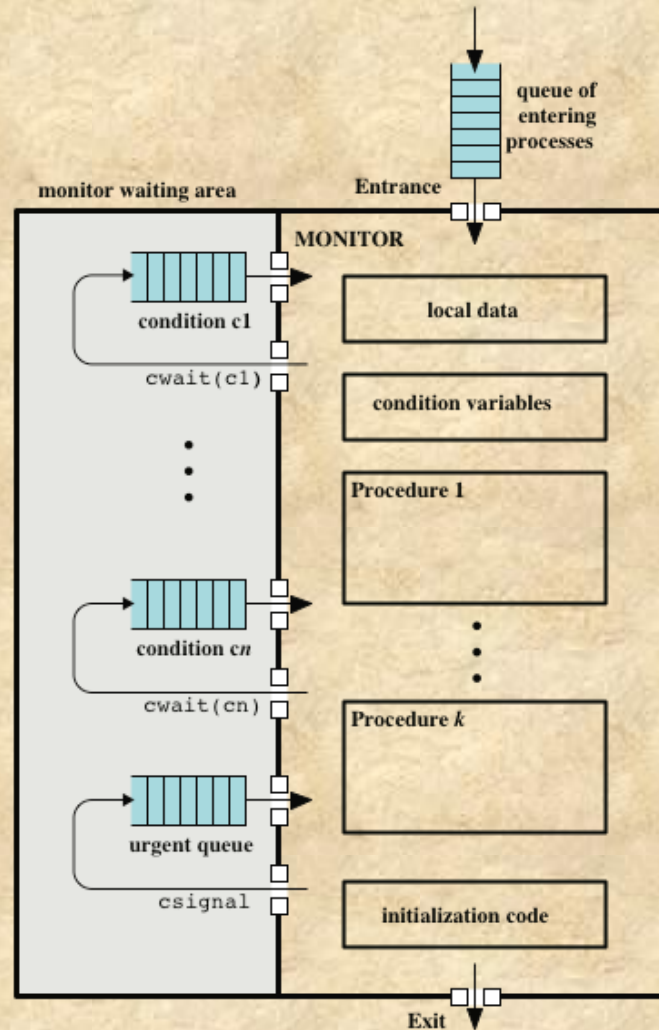 queue of
entering
processes
Entrance
monitor waiting area
MONITOR
condition c1
cwait(c1)
local data
condition variables
Procedure 1
condition cn
cwait(cn)
Procedure k
urgent queue
csignal
initialization code
Exit